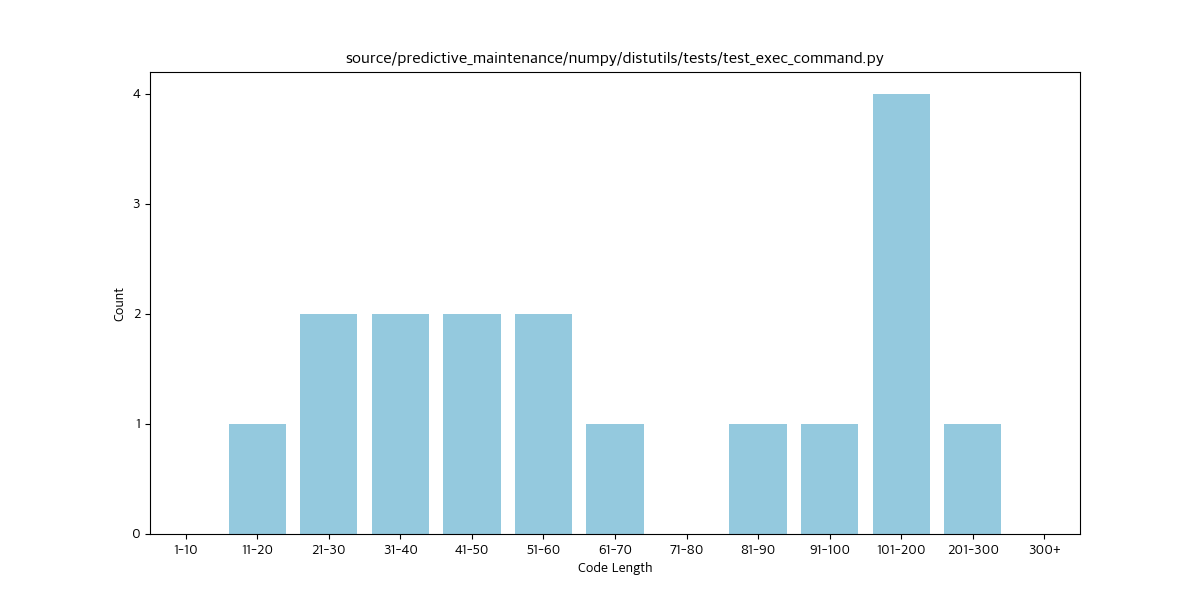 source/predictive_maintenance/numpy/distutils/tests/test_exec_command.py
4
3
2
1
0
Count
1-10 11-20 21-30 31-40 41-50 51-60 61-70 71-80 81-90 91-100 101-200 201-300 300+
Code Length